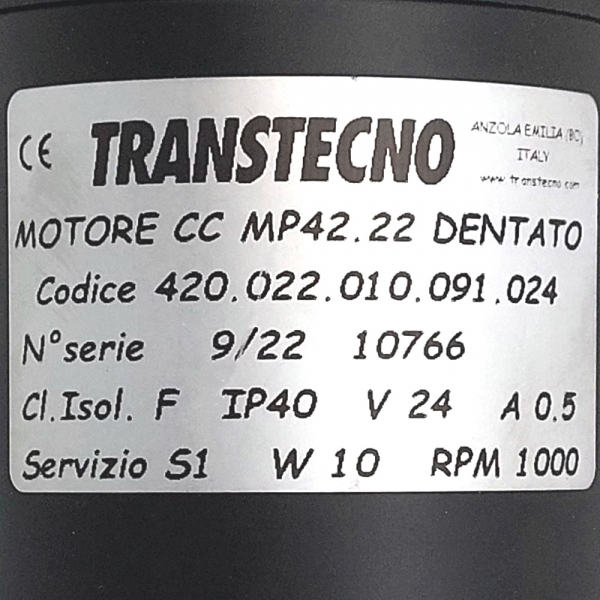 CE TRANSTECNO
ANZOLA EMILIA (BO)
ITALY
www.transtecno.com
MOTORE CC MP42.22 DENTATO
Codice 420.022.010.091.024
N°serie 9/22 10766
Cl.Isol. F IP40 V 24 A 0.5
Servizio S1 W 10 RPM 1000